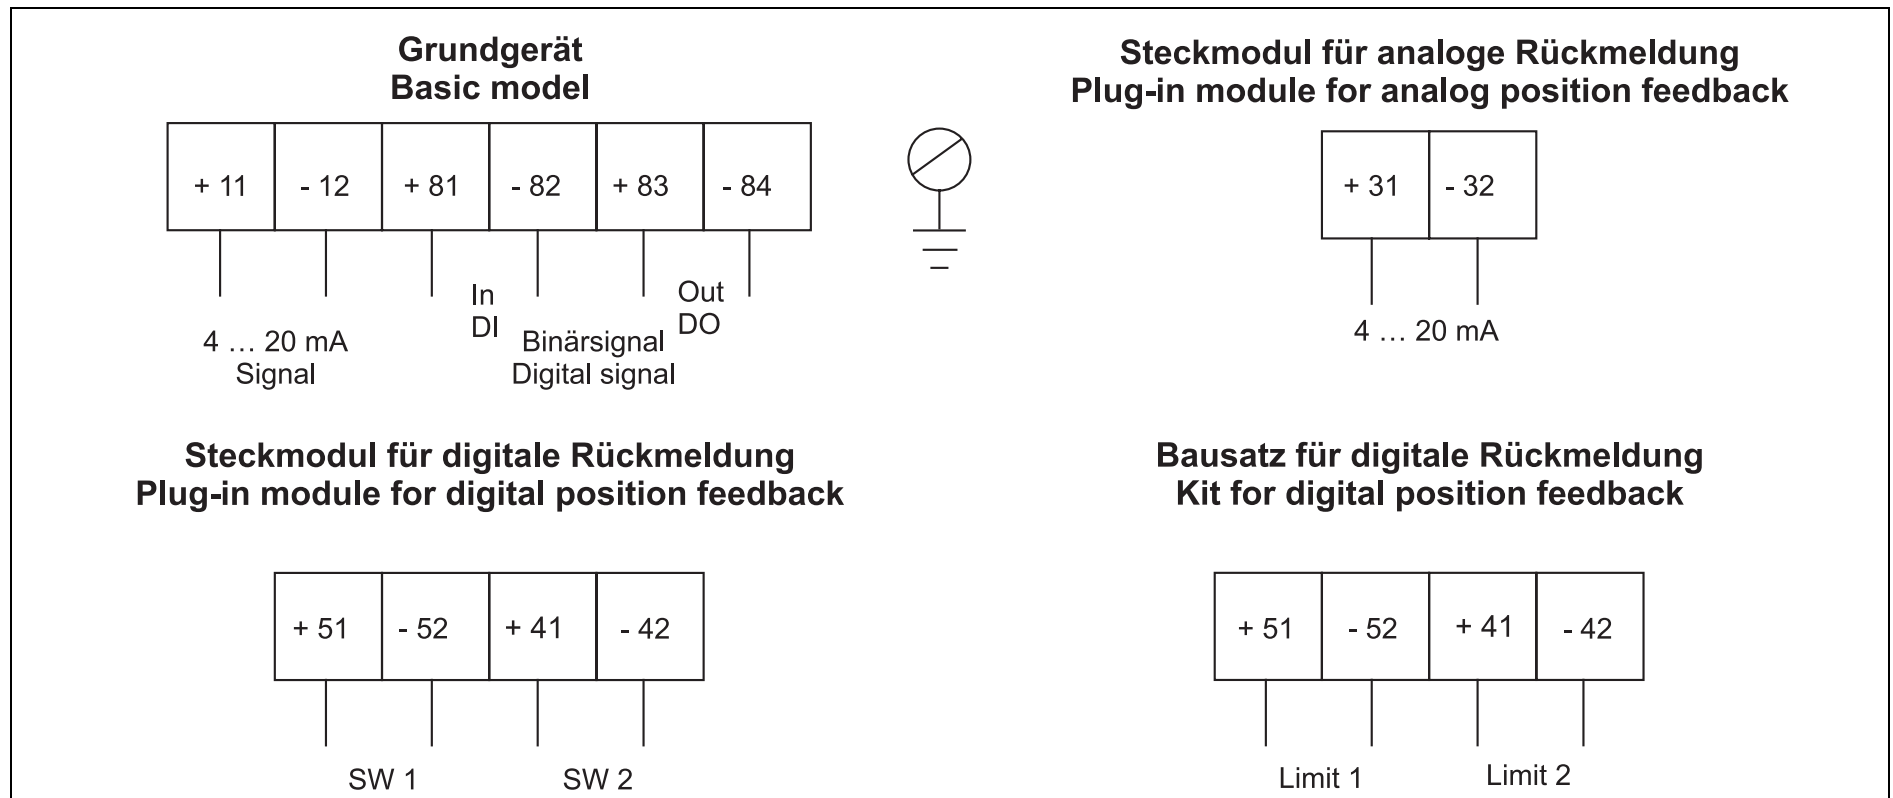 Grundgerät
Basic model
+ 11 - 12 + 81 - 82 + 83 - 84
In
DI
Out
DO
4 … 20 mA
Signal
Binärsignal
Digital signal
Steckmodul für analoge Rückmeldung
Plug-in module for analog position feedback
+ 31 - 32
4 … 20 mA
Steckmodul für digitale Rückmeldung
Plug-in module for digital position feedback
+ 51 - 52 + 41 - 42
SW 1 SW 2
Bausatz für digitale Rückmeldung
Kit for digital position feedback
+ 51 - 52 + 41 - 42
Limit 1 Limit 2